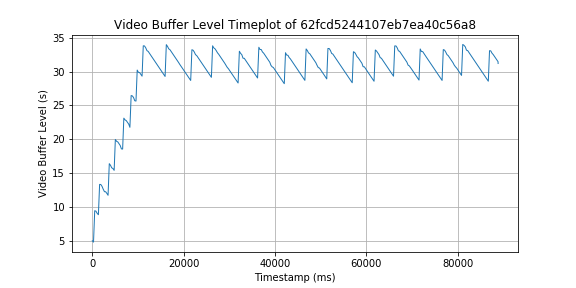 Video Buffer Level Timeplot of 62fcd5244107eb7ea40c56a8
35
30
25
20
15
10
5
Video Buffer Level (s)
0 20000 40000 60000 80000
Timestamp (ms)